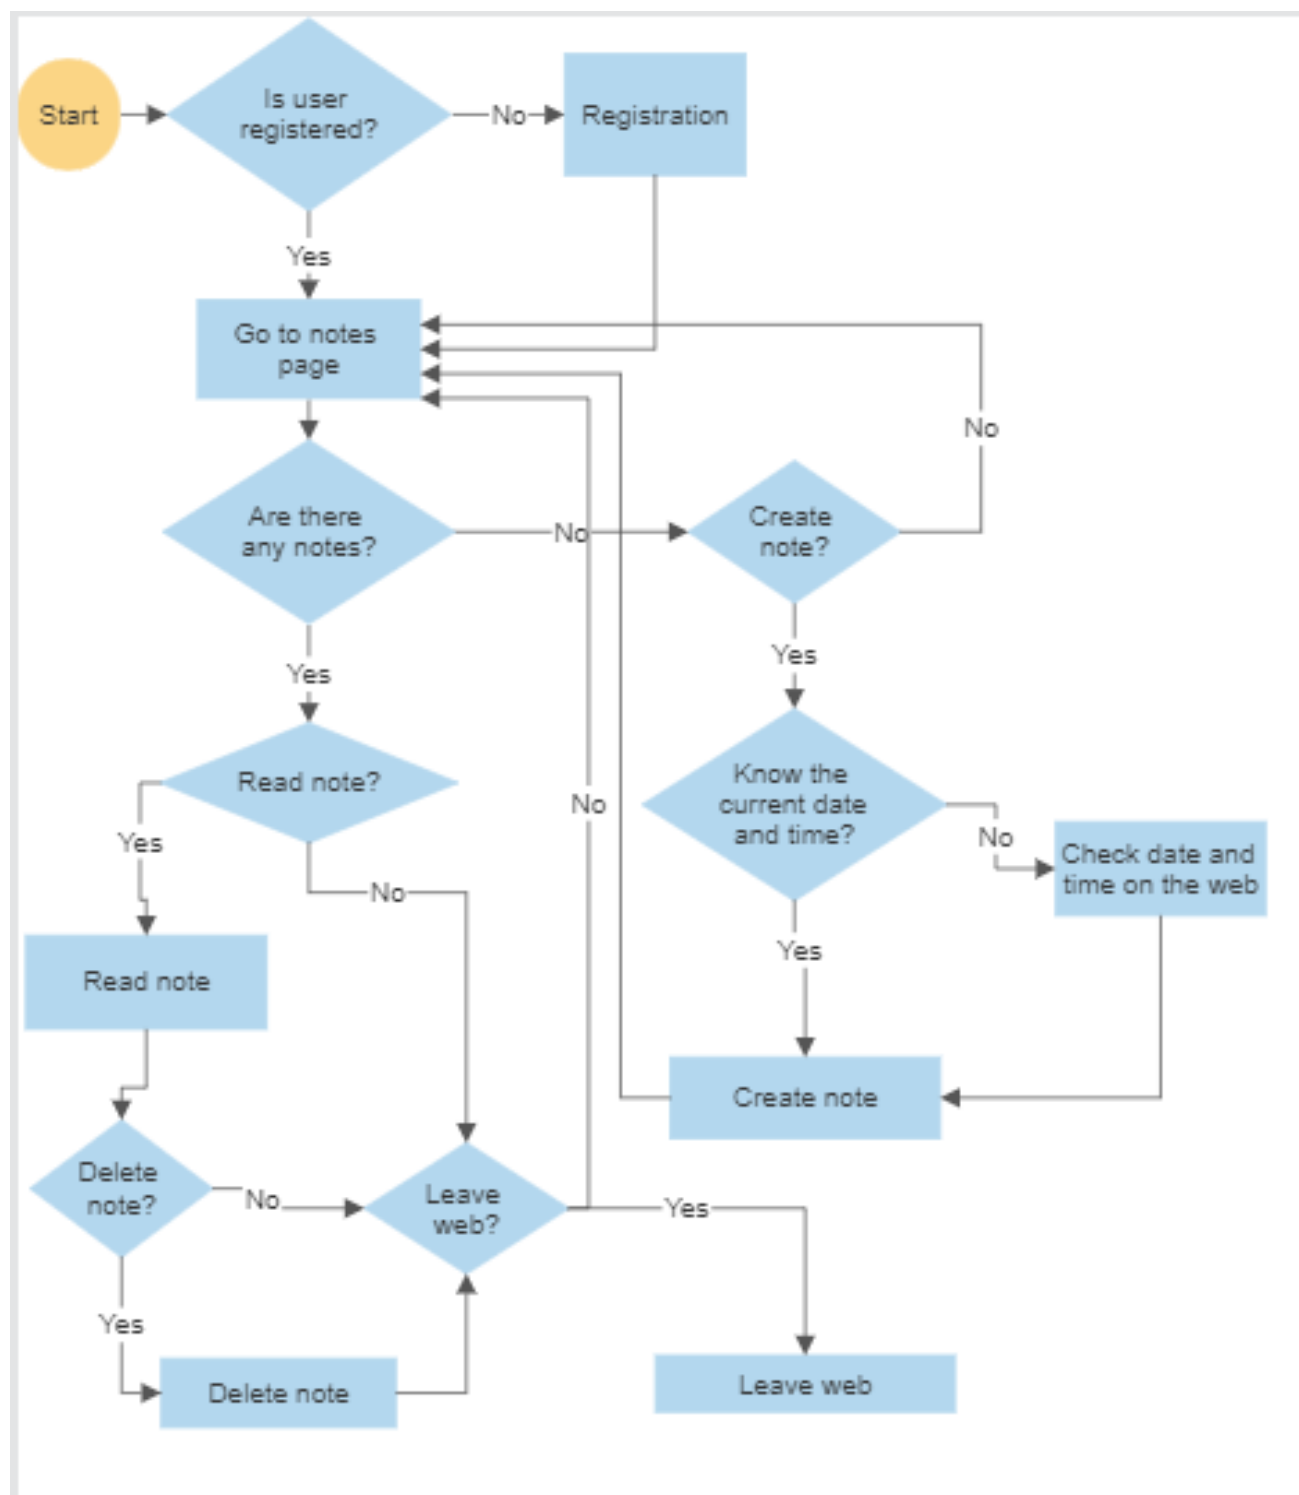 Start
Is user
registered?
No
Registration
Yes
Go to notes
page
No
Are there
any notes?
No
Create
note?
Yes
Yes
Read note?
Know the
current date
and time?
No
No
Yes
Check date and
time on the web
No
Yes
Read note
Create note
Delete
note?
No
Leave
web?
Yes
Yes
Delete note
Leave web